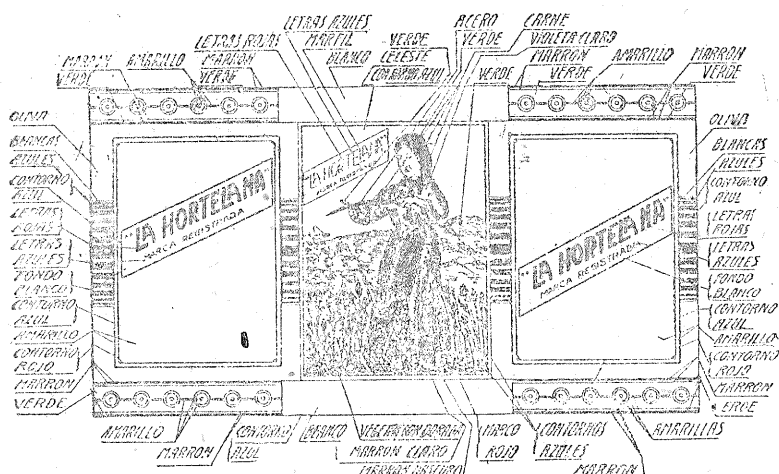 LETRAS AZULES
MARFIL
BLANCO
LETRAS ROJAS
MARRON
VERDE
AMARILLO
MARRON
VERDE
VERDE
CELESTE
ACERO
VERDE
CARNE
VIOLETA CLARO
MARRON
VERDE
VERDE
AMARILLO
MARRON
VERDE
OLIVA
BLANCAS
AZULES
CONTORNO
AZUL
LETRAS
ROJAS
LETRAS
AZULES
FONDO
BLANCO
CONTORNO
AZUL
AMARILLO
CONTORNO
ROJO
MARRON
VERDE
"LA HORTELANA"
MARCA REGISTRADA
LA HORTELANA
MARCA REGISTRADA
"LA HORTELANA"
MARCA REGISTRADA
OLIVA
BLANCAS
AZULES
CONTORNO
AZUL
LETRAS
ROJAS
LETRAS
AZULES
FONDO
BLANCO
CONTORNO
AZUL
AMARILLO
CONTORNO
ROJO
MARRON
VERDE
AMARILLO
MARRON
CONTORNO
AZUL
BLANCO
MARRON CLARO
MARRON OSCURO
MARCO
ROJO
CONTORNOS
AZULES
AMARILLAS
MARRON